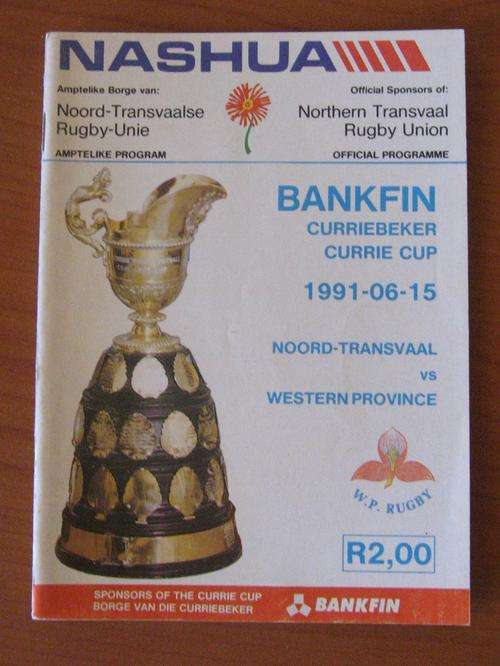 NASHUA
Amptelike Borge van:
Noord-Transvaalse
Rugby-Unie
AMPTELIKE PROGRAM
Official Sponsors of:
Northern Transvaal
Rugby Union
OFFICIAL PROGRAMME
BANKFIN
CURRIEBEKER
CURRIE CUP
1991-06-15
NOORD-TRANSVAAL
VS
WESTERN PROVINCE
W.P. RUGBY
R2,00
SPONSORS OF THE CURRIE CUP
BORGE VAN DIE CURRIEBEKER
BANKFIN